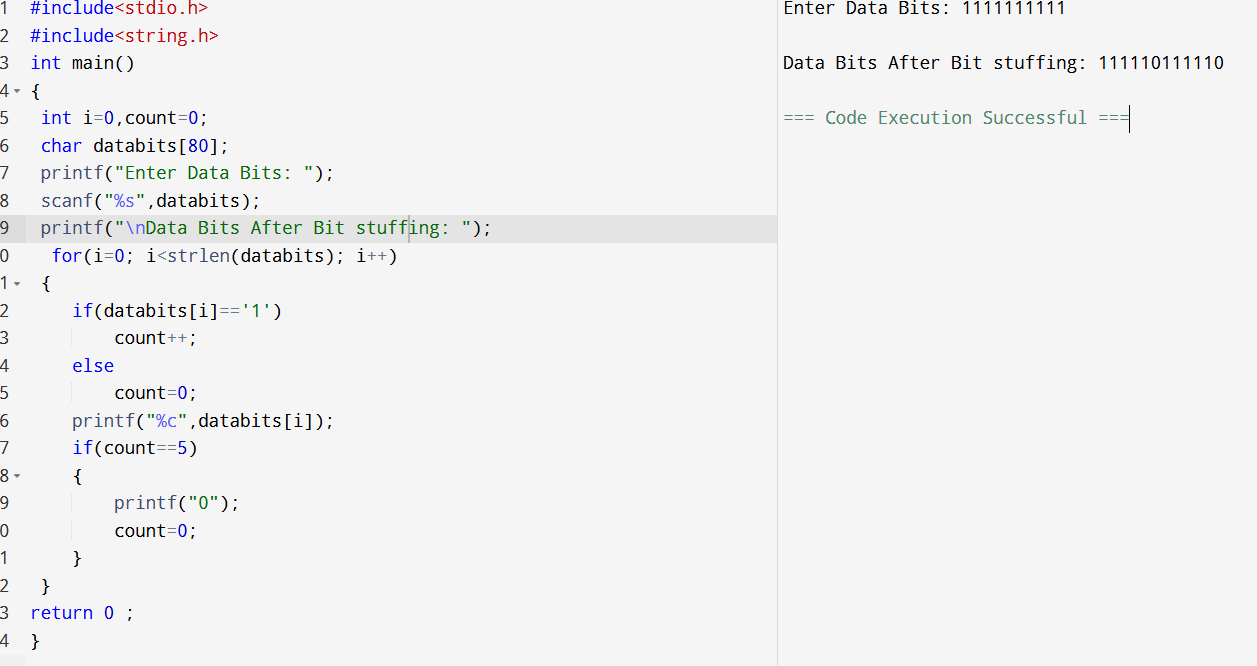 1 #include<stdio.h>
2 #include<string.h>
3 int main()
4 {
5 int i=0,count=0;
6 char databits[80];
7 printf("Enter Data Bits: ");
8 scanf("%s",databits);
9 printf("\nData Bits After Bit stuffing: ");
0 for(i=0; i<strlen(databits); i++)
1 {
2 if(databits[i]=='1')
3 count++;
4 else
5 count=0;
6 printf("%c",databits[i]);
7 if(count==5)
8 {
9 printf("0");
0 count=0;
1 }
2 }
3 return 0 ;
4 }
Enter Data Bits: 1111111111
Data Bits After Bit stuffing: 111110111110
=== Code Execution Successful ===